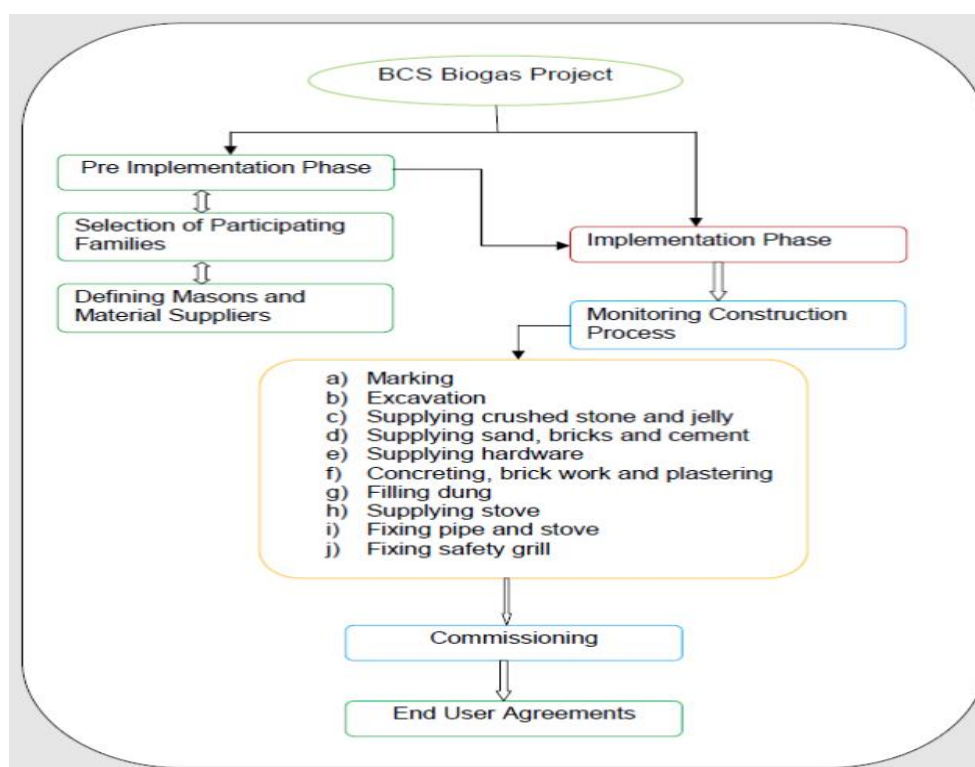 BCS Biogas Project
Pre Implementation Phase
Selection of Participating
Families
Defining Masons and
Material Suppliers
Implementation Phase
Monitoring Construction
Process
a) Marking
b) Excavation
c) Supplying crushed stone and jelly
d) Supplying sand, bricks and cement
e) Supplying hardware
f) Concreting, brick work and plastering
g) Filling dung
h) Supplying stove
i) Fixing pipe and stove
j) Fixing safety grill
Commissioning
End User Agreements